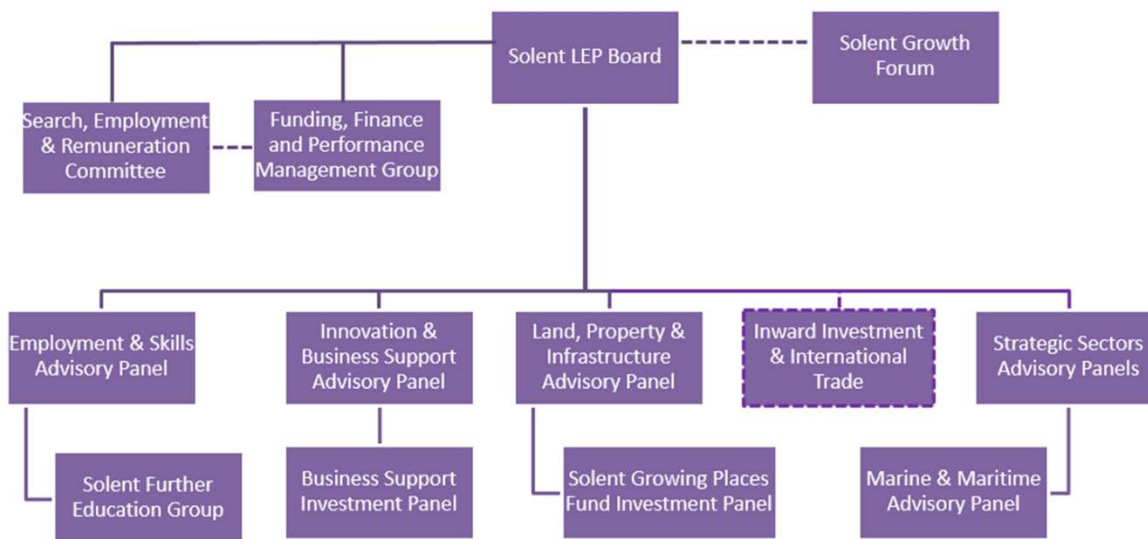 Solent LEP Board
Solent Growth
Forum
Search, Employment
& Remuneration
Committee
Funding, Finance
and Performance
Management Group
Employment & Skills
Advisory Panel
Innovation &
Business Support
Advisory Panel
Land, Property &
Infrastructure
Advisory Panel
Inward Investment
& International
Trade
Strategic Sectors
Advisory Panels
Solent Further
Education Group
Business Support
Investment Panel
Solent Growing Places
Fund Investment Panel
Marine & Maritime
Advisory Panel